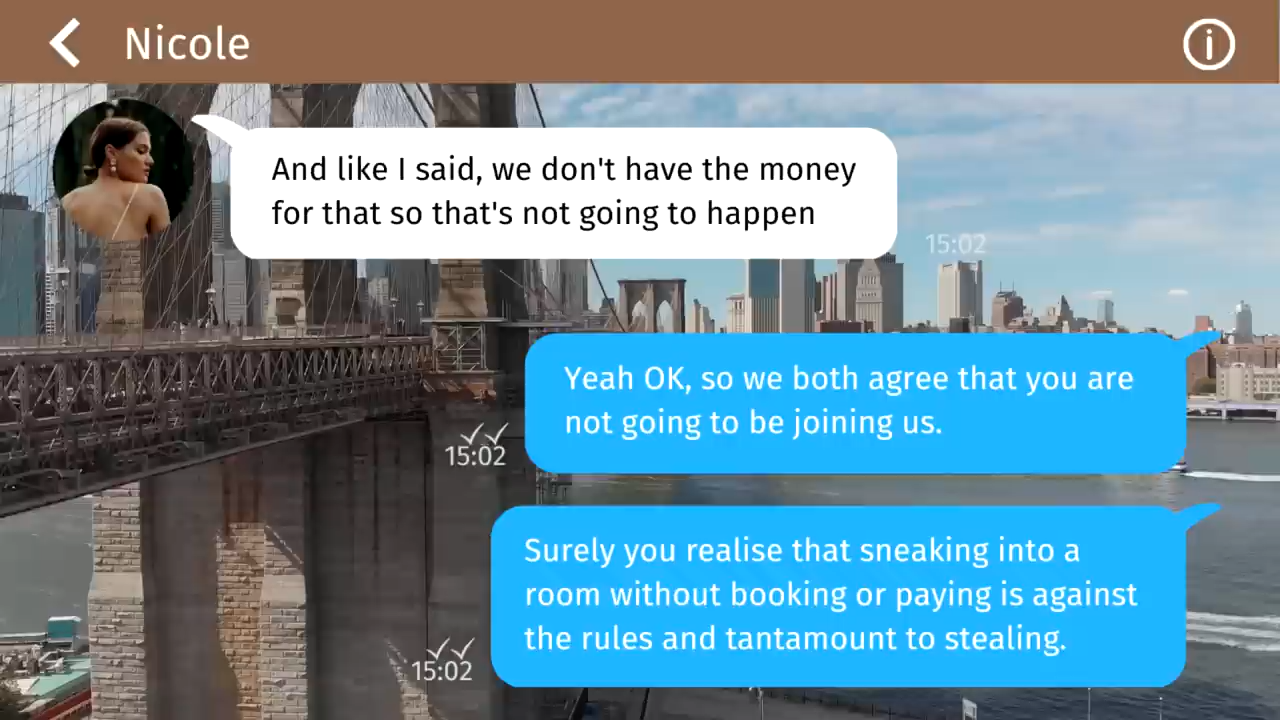 Nicole
And like I said, we don't have the money
for that so that's not going to happen
15:02
Yeah OK, so we both agree that you are
not going to be joining us.
15:02
Surely you realise that sneaking into a
room without booking or paying is against
the rules and tantamount to stealing.
15:02